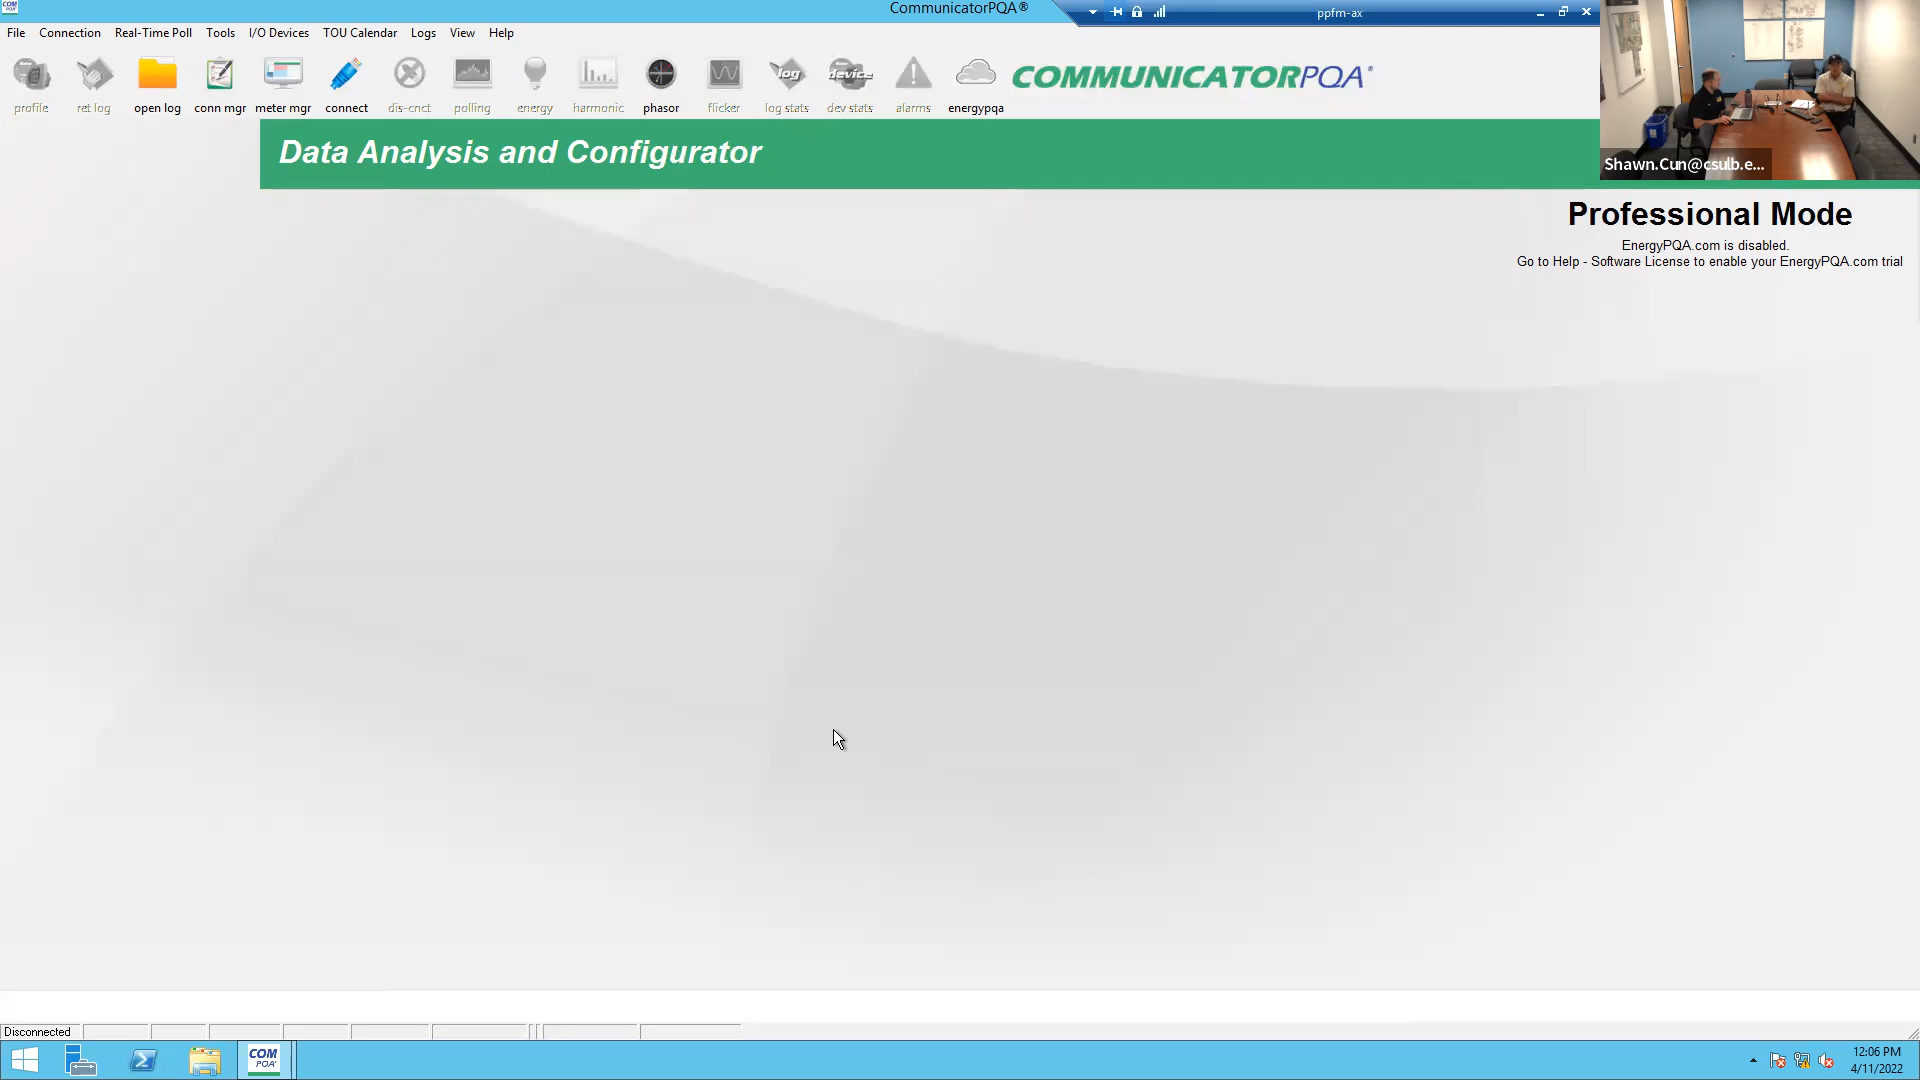 COM
PQA
CommunicatorPQA®
ppfm-ax
File Connection Real-Time Poll Tools I/O Devices TOU Calendar Logs View Help
log
device
COMMUNICATORPQA®
profile ret log open log conn mgr meter mgr connect dis-cnct polling energy harmonic phasor flicker log stats dev stats alarms energypqa
Data Analysis and Configurator
Shawn.Cun@csulb.e...
Professional Mode
EnergyPQA.com is disabled.
Go to Help - Software License to enable your EnergyPQA.com trial
Disconnected
COM
PQA
12:06 PM
4/11/2022